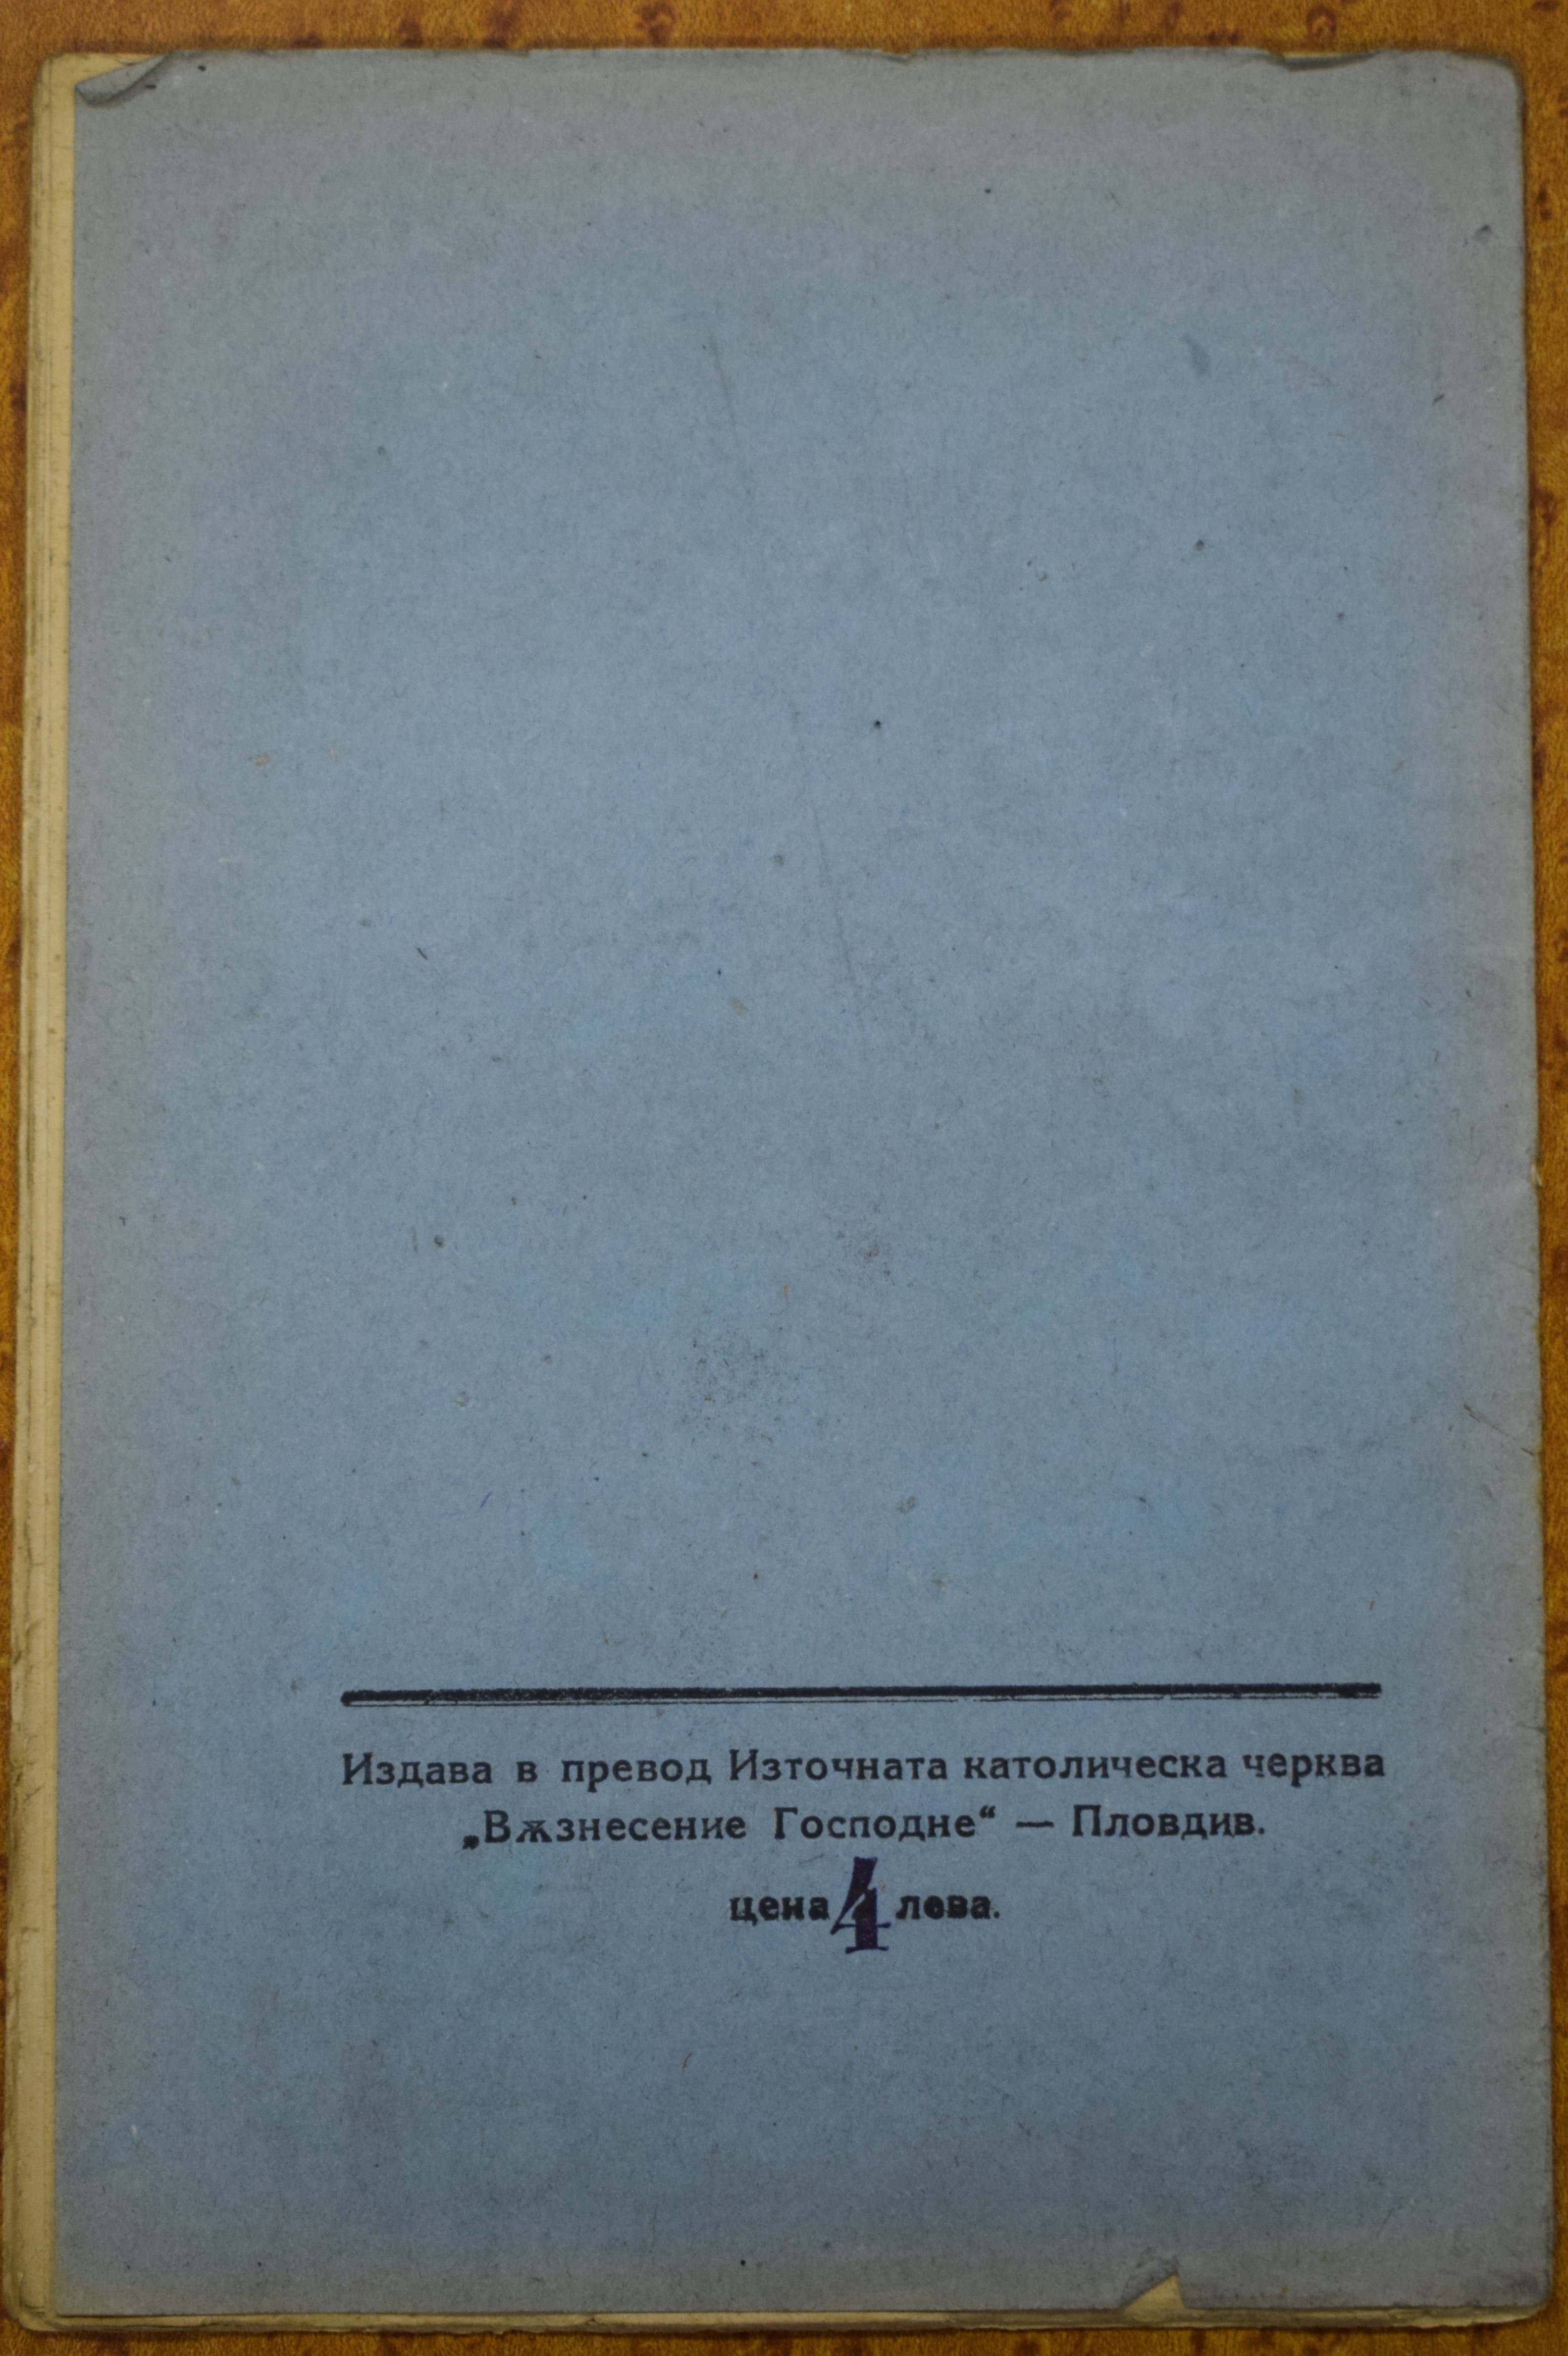 Издава в превод Източната католическа черква
„Вѫзнесение Господне“ — Пловдив.
цена 4 лева.